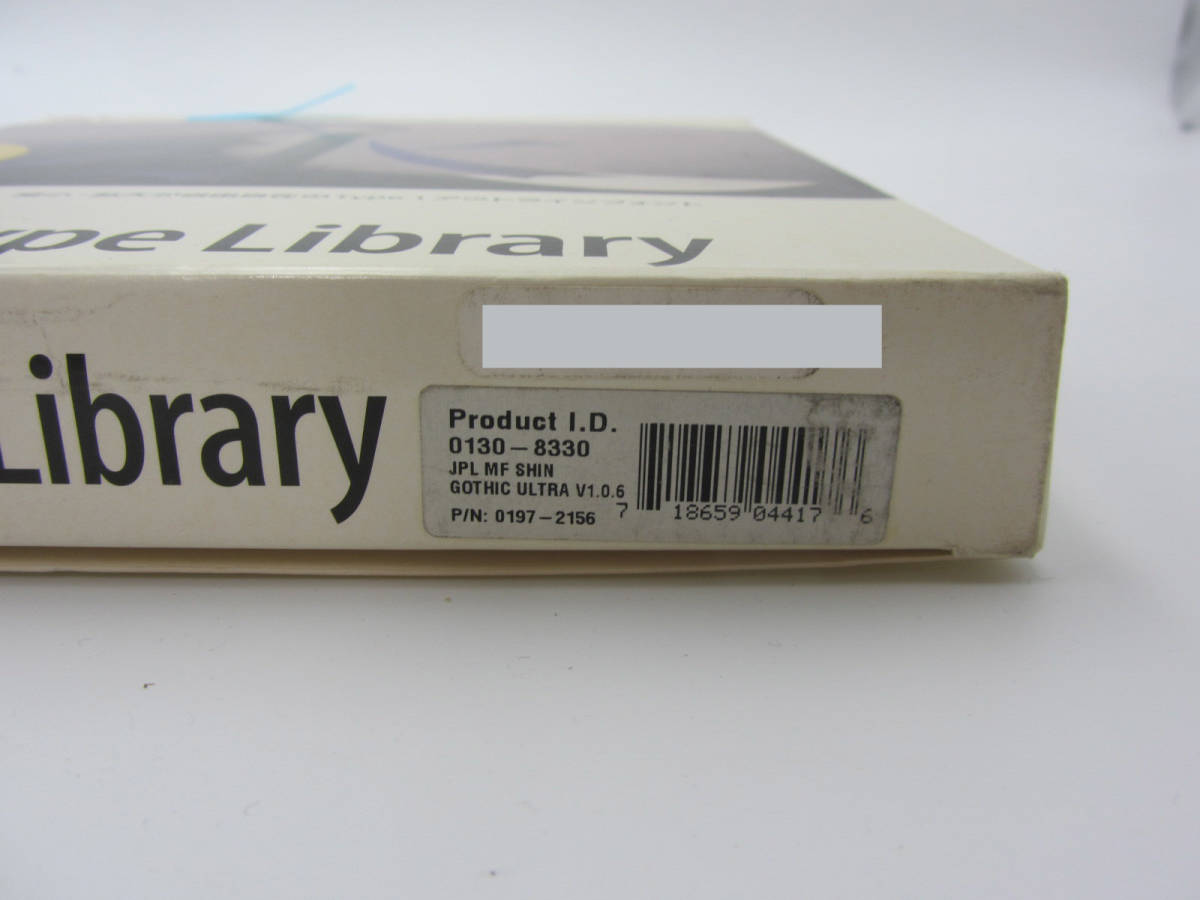 ype Library
Library
Product I.D.
0130-8330
JPL MF SHIN
GOTHIC ULTRA V1.0.6
P/N: 0197-2156
7 18659 04417 6